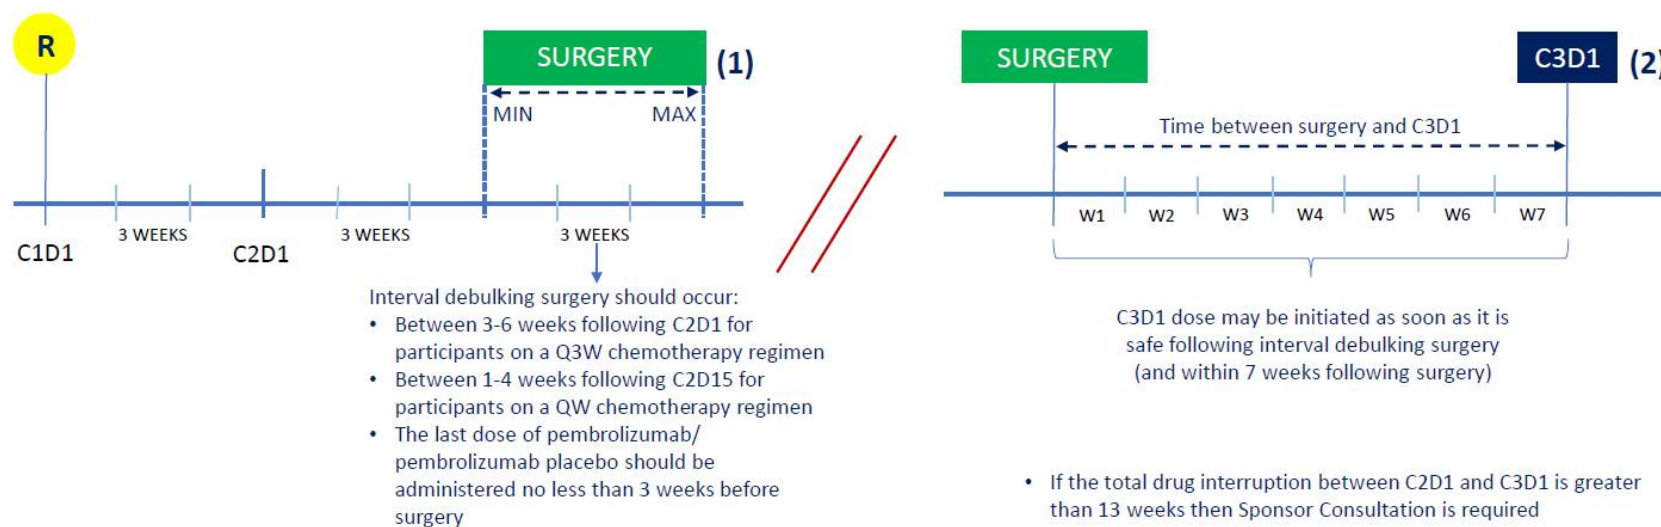 R
SURGERY
(1)
MIN
MAX
3 WEEKS
3 WEEKS
3 WEEKS
C1D1
C2D1
Interval debulking surgery should occur:
• Between 3-6 weeks following C2D1 for
participants on a Q3W chemotherapy regimen
• Between 1-4 weeks following C2D15 for
participants on a QW chemotherapy regimen
• The last dose of pembrolizumab/
pembrolizumab placebo should be
administered no less than 3 weeks before
surgery
SURGERY
C3D1
(2)
Time between surgery and C3D1
W1
W2
W3
W4
W5
W6
W7
C3D1 dose may be initiated as soon as it is
safe following interval debulking surgery
(and within 7 weeks following surgery)
• If the total drug interruption between C2D1 and C3D1 is greater
than 13 weeks then Sponsor Consultation is required